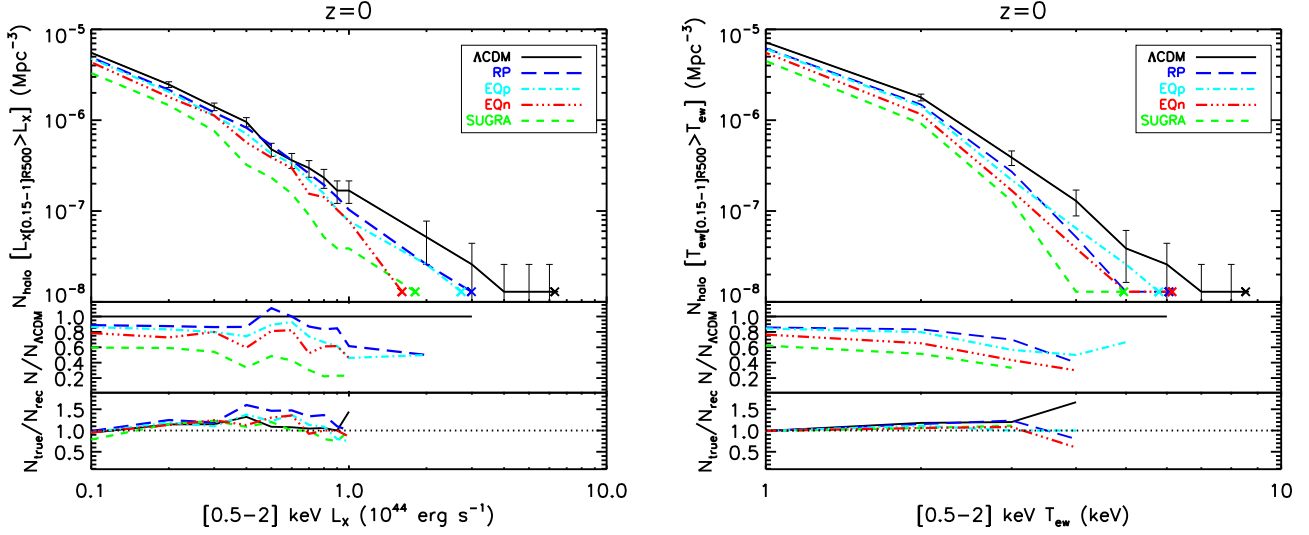 z=0
N_holo [L_X[0.15−1]R500>L_X] (Mpc^−3)
10^−5
10^−6
10^−7
10^−8
ΛCDM
RP
EQp
EQn
SUGRA
N/N_ΛCDM
1.0
0.8
0.6
0.4
0.2
N_true/N_rec
1.5
1.0
0.5
0.1
1.0
10.0
[0.5−2] keV L_X (10^44 erg s^−1)
z=0
N_holo [T_ew[0.15−1]R500>T_ew] (Mpc^−3)
10^−5
10^−6
10^−7
10^−8
ΛCDM
RP
EQp
EQn
SUGRA
N/N_ΛCDM
1.0
0.8
0.6
0.4
0.2
N_true/N_rec
1.5
1.0
0.5
1
10
[0.5−2] keV T_ew (keV)